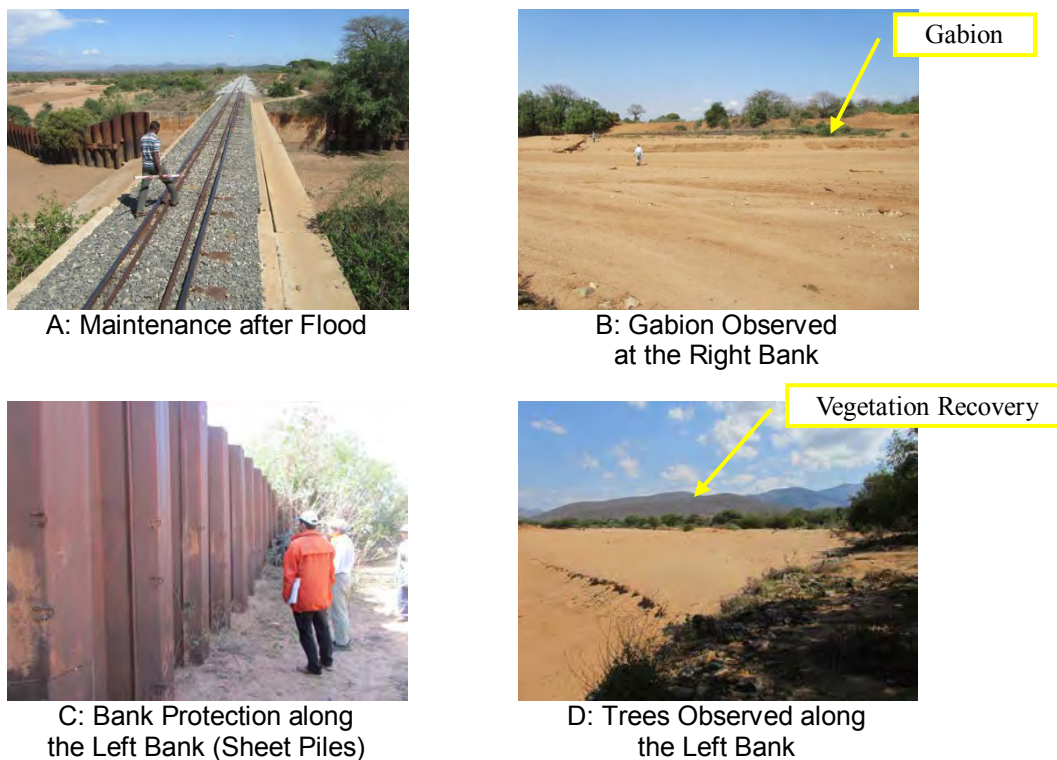 Gabion
A: Maintenance after Flood
B: Gabion Observed
at the Right Bank
Vegetation Recovery
C: Bank Protection along
the Left Bank (Sheet Piles)
D: Trees Observed along
the Left Bank